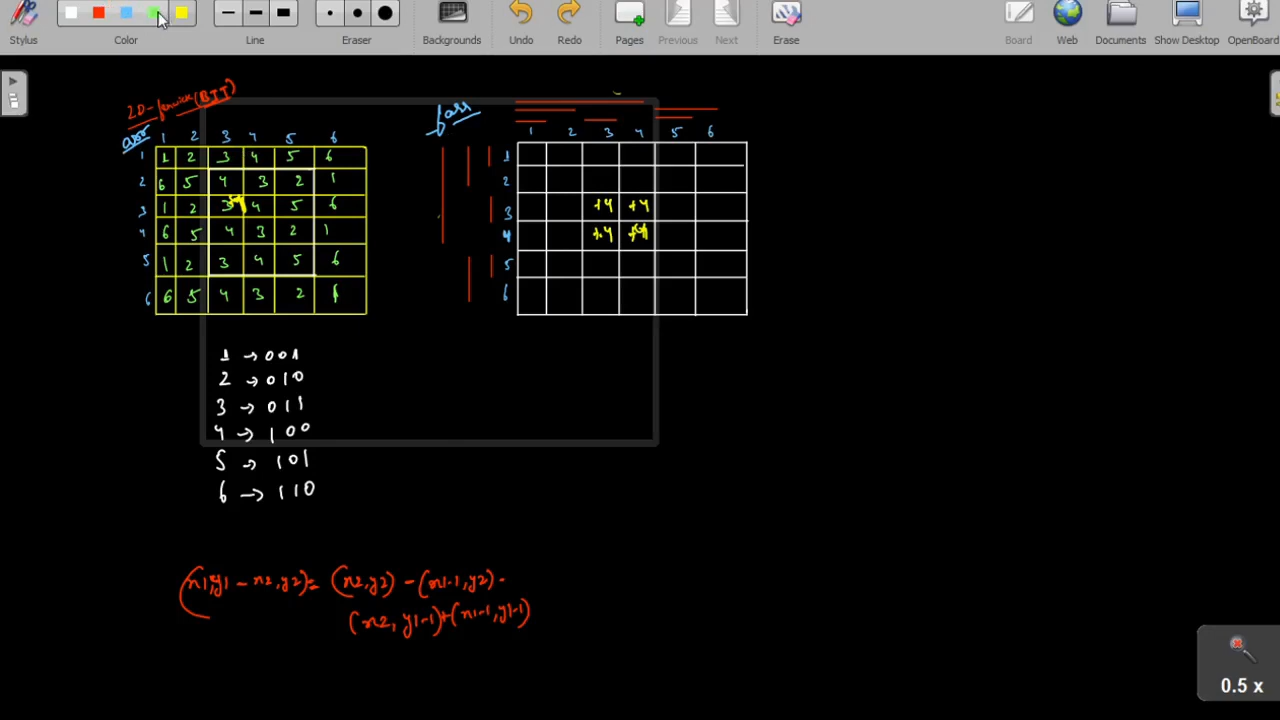 Stylus Color Line Eraser Backgrounds Undo Redo Pages Previous Next Erase Board Web Documents Show Desktop OpenBoard
2D-fenwick(BIT)
arr 1 2 3 4 5 6
1 1 2 3 4 5 6
2 6 5 4 3 2 1
3 1 2 3 4 5 6
4 6 5 4 3 2 1
5 1 2 3 4 5 6
6 6 5 4 3 2 1
farr 1 2 3 4 5 6
1
2
3 +4 +4
4 +4
5
6
1 → 001
2 → 010
3 → 011
4 → 100
5 → 101
6 → 110
(x1,y1 - x2,y2) = (x2,y2) - (x1-1,y2) -
(x2, y1-1) + (x1-1, y1-1)
0.5 x